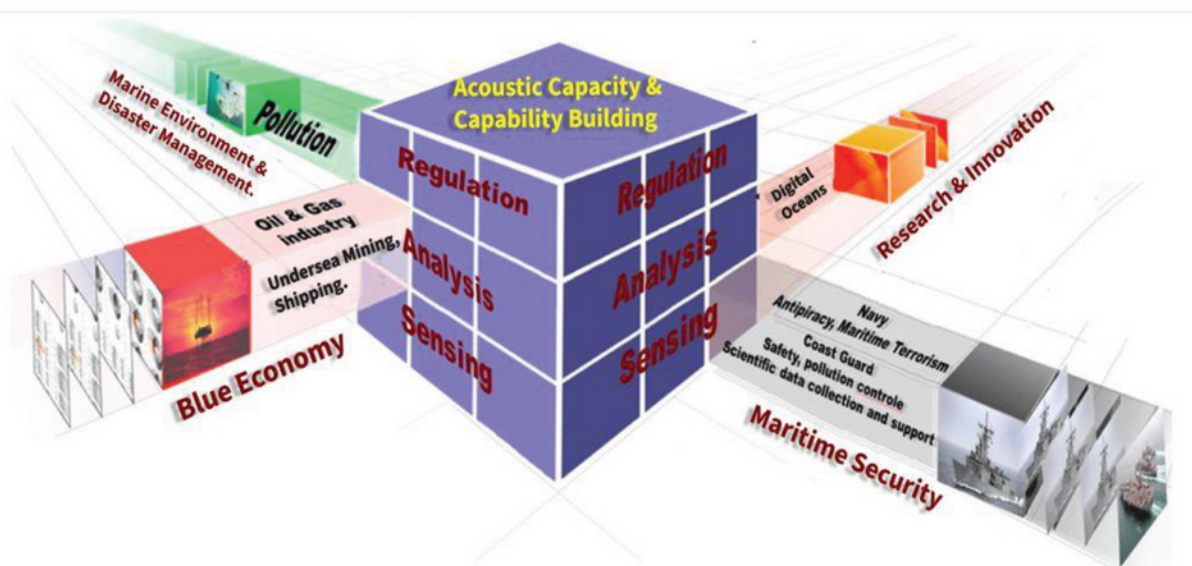 Acoustic Capacity &
Capability Building
Regulation
Analysis
Sensing
Regulation
Analysis
Sensing
Marine Environment &
Disaster Management.
Pollution
Oil & Gas
industry
Undersea Mining,
Shipping.
Blue Economy
Digital
Oceans
Research & Innovation
Navy
Antipiracy, Maritime Terrorism
Coast Guard
Safety, pollution controle
Scientific data collection and support
Maritime Security